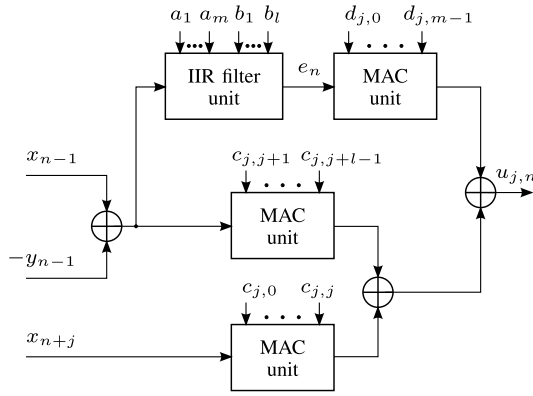 a_1 a_m b_1 b_l
d_{j,0} d_{j,m-1}
IIR filter
unit
e_n
MAC
unit
x_{n-1}
c_{j,j+1} c_{j,j+l-1}
u_{j,n}
MAC
unit
-y_{n-1}
c_{j,0} c_{j,j}
x_{n+j}
MAC
unit